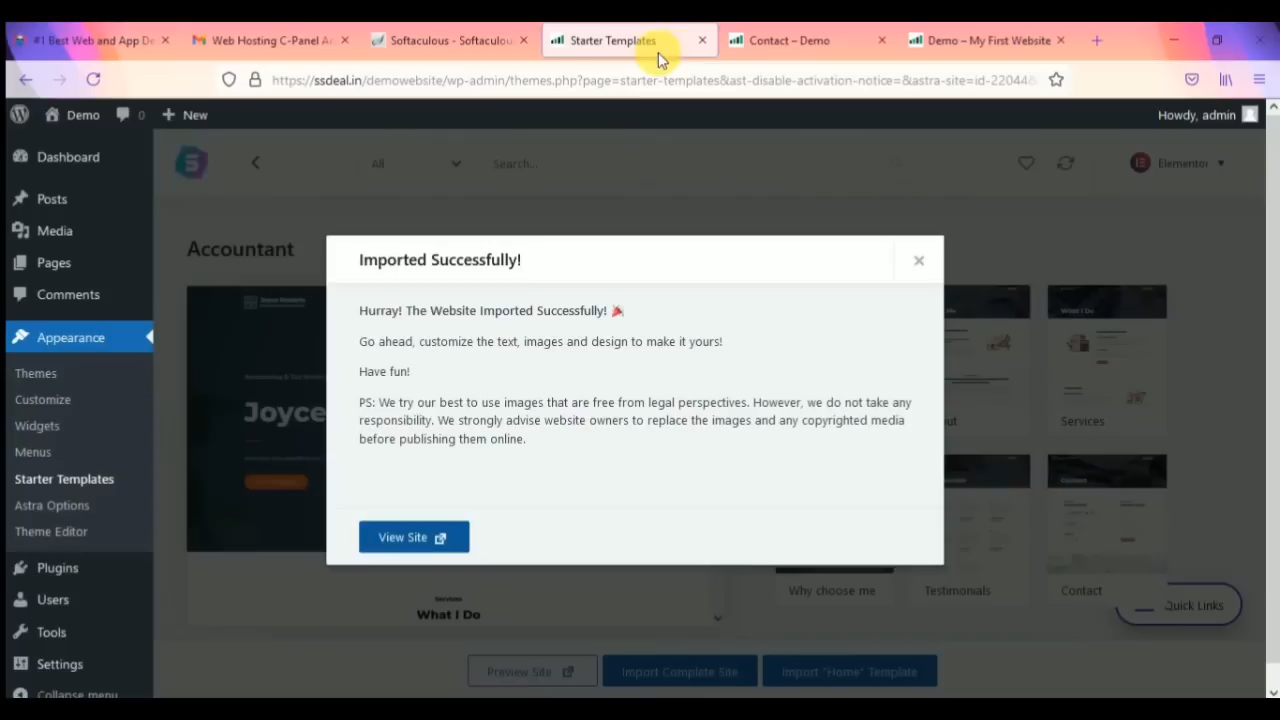 #1 Best Web and App De
Web Hosting C-Panel Ar
Softaculous - Softaculou
Starter Templates
Contact – Demo
Demo – My First Website
https://ssdeal.in/demowebsite/wp-admin/themes.php?page=starter-templates&ast-disable-activation-notice=&astra-site=id-22044&
Demo
0
New
Howdy, admin
Dashboard
Posts
Media
Pages
Comments
Appearance
Themes
Customize
Widgets
Menus
Starter Templates
Astra Options
Theme Editor
Plugins
Users
Tools
Settings
Collapse menu
All
Search...
Elementor
Accountant
Joyce
What I Do
Imported Successfully!
Hurray! The Website Imported Successfully! 🎉
Go ahead, customize the text, images and design to make it yours!
Have fun!
PS: We try our best to use images that are free from legal perspectives. However, we do not take any
responsibility. We strongly advise website owners to replace the images and any copyrighted media
before publishing them online.
View Site
What I Do
Services
Why choose me
Testimonials
Contact
Quick Links
Services
What I Do
Preview Site
Import Complete Site
Import "Home" Template